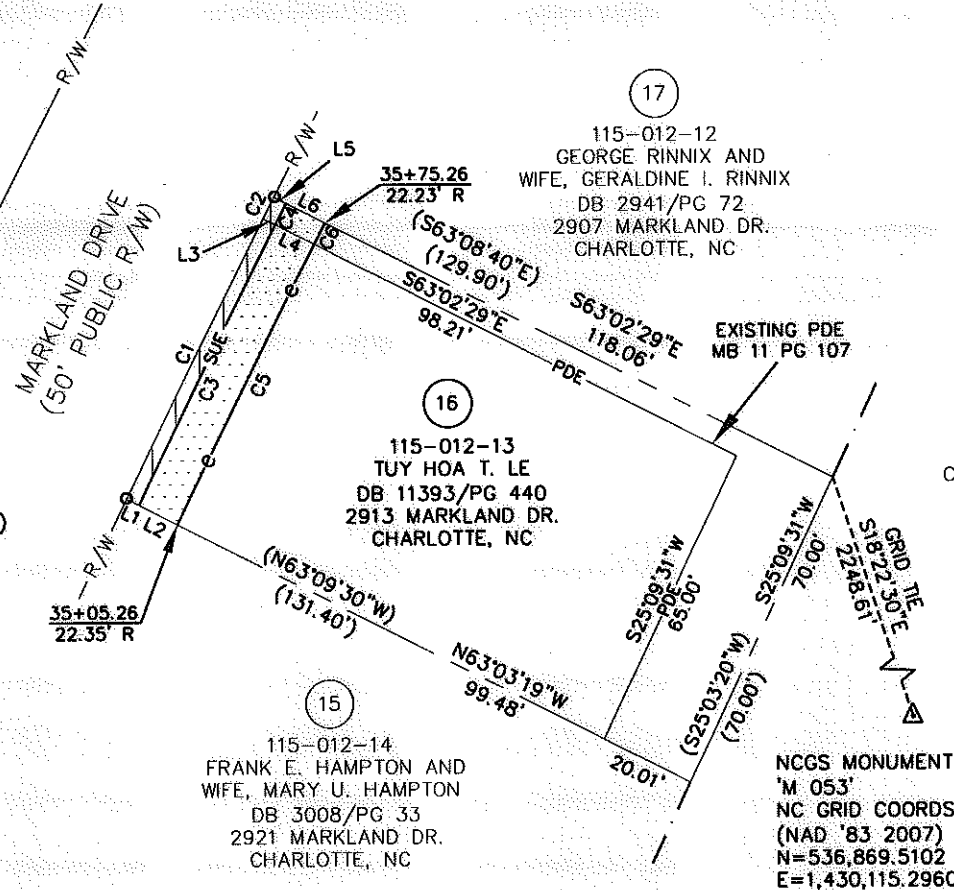 R/W
R/W
L5
C2
L6
35+75.26
22.23' R
C4
C6
L3
L4
MARKLAND DRIVE
(50' PUBLIC R/W)
17
115-012-12
GEORGE RINNIX AND
WIFE, GERALDINE I. RINNIX
DB 2941/PG 72
2907 MARKLAND DR.
CHARLOTTE, NC
(S63°08'40"E)
(129.90')
S63°02'29"E
118.06'
S63°02'29"E
98.21'
PDE
EXISTING PDE
MB 11 PG 107
e
C1
SUE
C3
C5
e
16
115-012-13
TUY HOA T. LE
DB 11393/PG 440
2913 MARKLAND DR.
CHARLOTTE, NC
C
)
L1
L2
R/W
35+05.26
22.35' R
(N63°09'30"W)
(131.40')
N63°03'19"W
99.48'
20.01'
S25°09'31"W
PDE
65.00'
S25°09'31"W
70.00'
(S25°03'20"W)
(70.00')
GRID TIE
S18°22'30"E
2248.61'
15
115-012-14
FRANK E. HAMPTON AND
WIFE, MARY U. HAMPTON
DB 3008/PG 33
2921 MARKLAND DR.
CHARLOTTE, NC
NCGS MONUMENT
'M 053'
NC GRID COORDS
(NAD '83 2007)
N=536,869.5102
E=1,430,115.2960